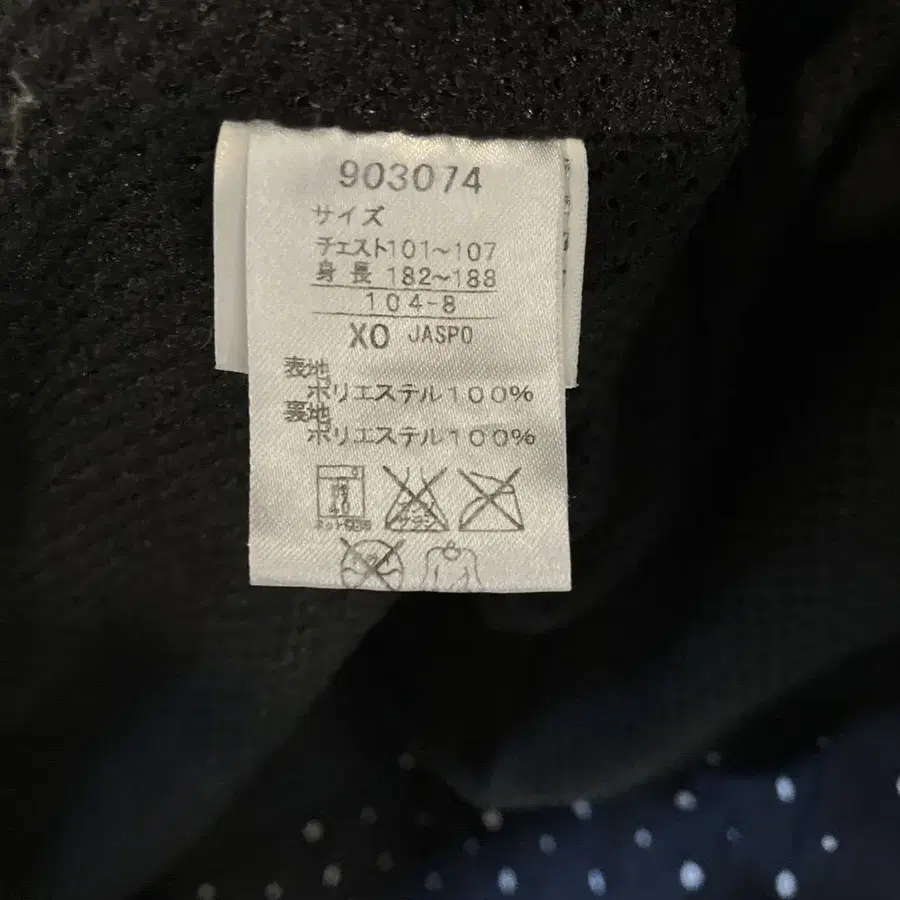 903074
サイズ
チェスト101～107
身長 182～188
104-8
XO JASPO
表地
ポリエステル100%
裏地
ポリエステル100%
40